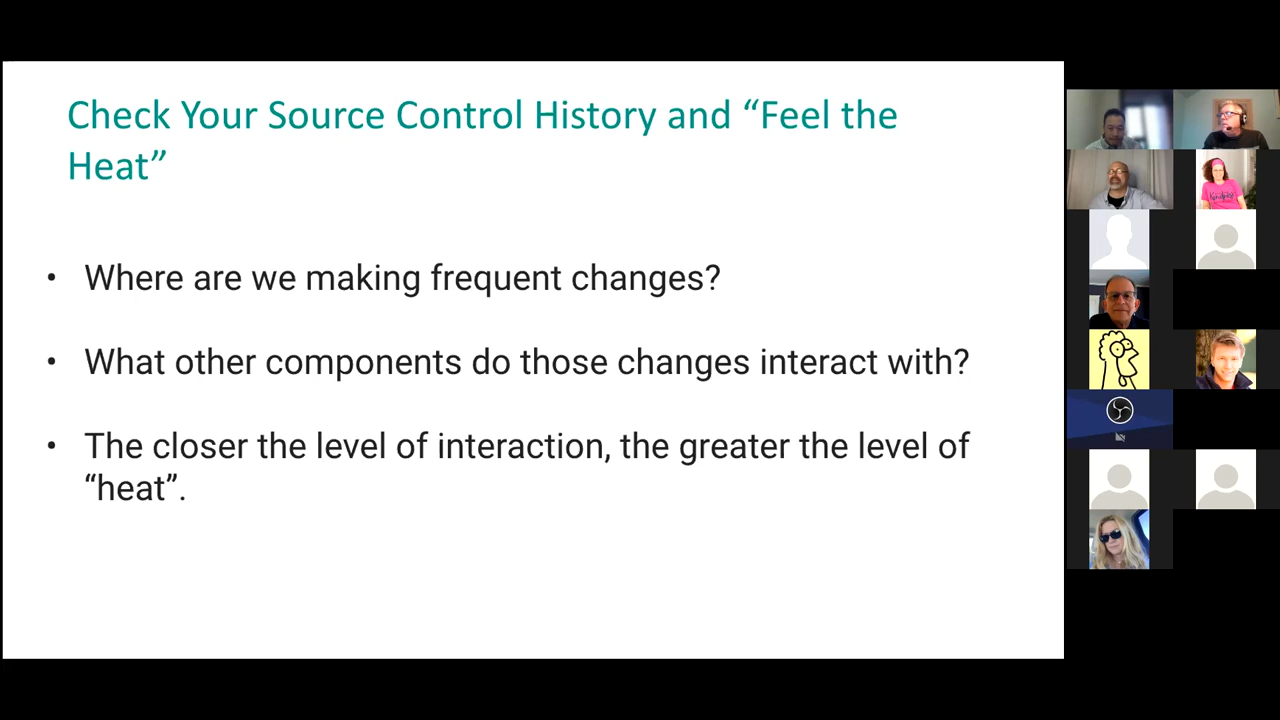 Check Your Source Control History and “Feel the
Heat”
• Where are we making frequent changes?
• What other components do those changes interact with?
• The closer the level of interaction, the greater the level of
“heat”.